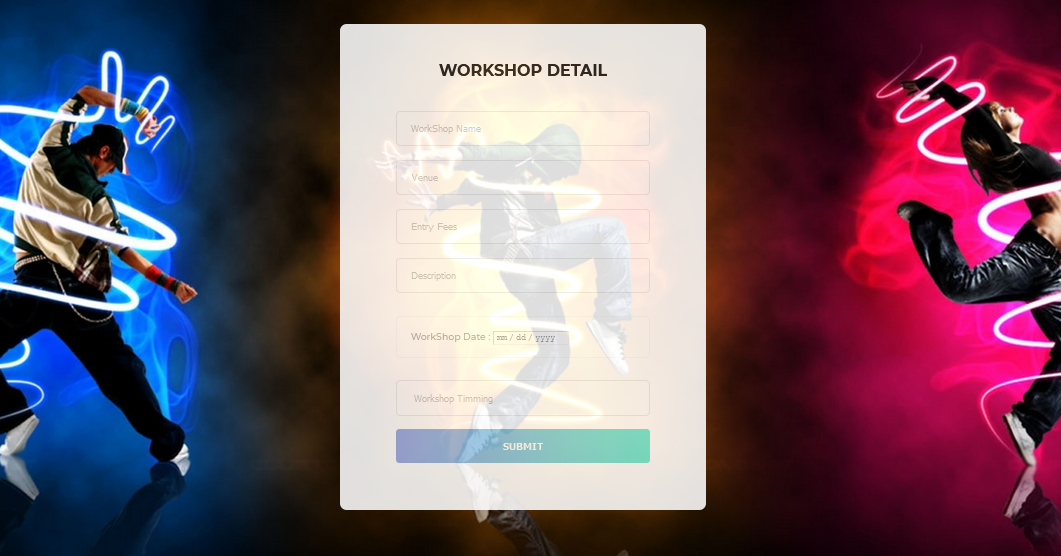 WORKSHOP DETAIL
WorkShop Name
Venue
Entry Fees
Description
WorkShop Date : mm / dd / yyyy
Workshop Timming
SUBMIT